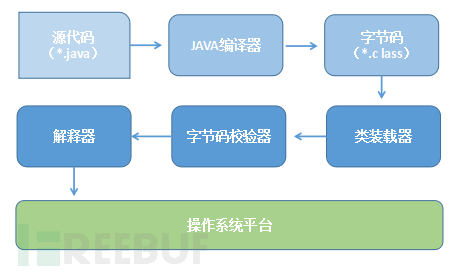 源代码
(*.java)
JAVA编译器
字节码
(*.c lass)
解释器
字节码校验器
类装载器
操作系统平台
FREEBUF